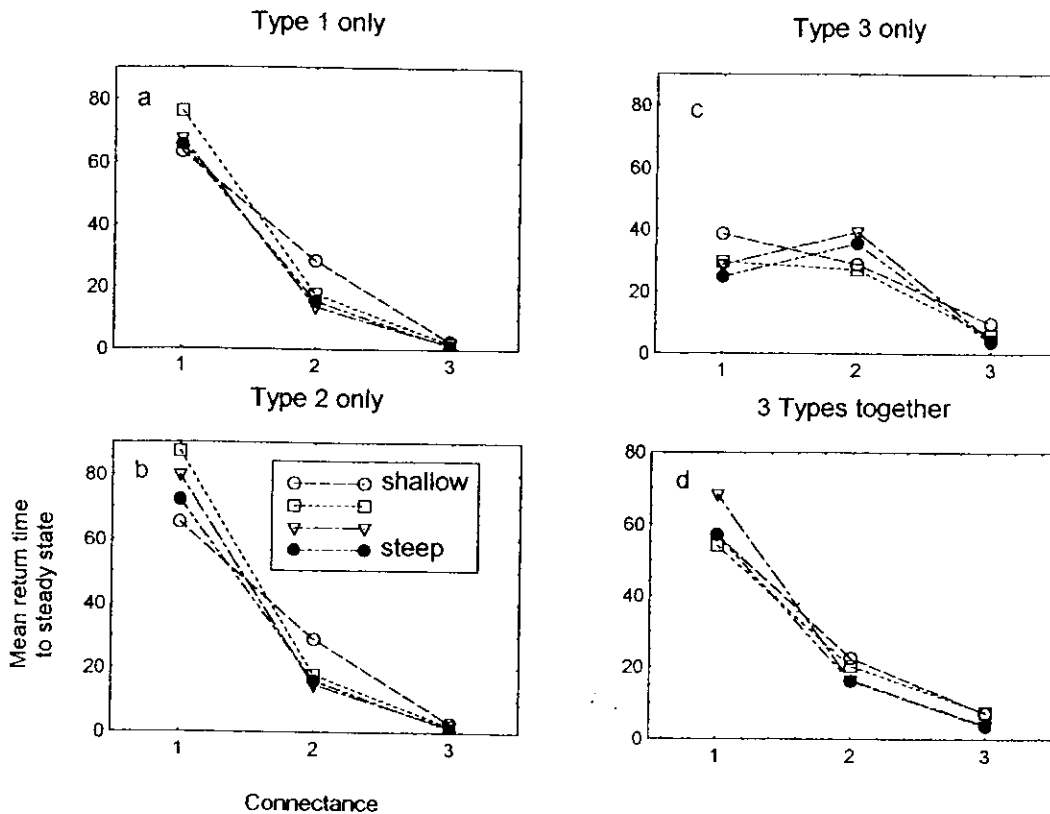 Type 1 only
a
80
60
40
20
0
1 2 3
Type 3 only
c
80
60
40
20
0
1 2 3
Type 2 only
b
80
60
40
20
0
1 2 3
shallow
steep
Mean return time
to steady state
Connectance
3 Types together
d
80
60
40
20
0
1 2 3